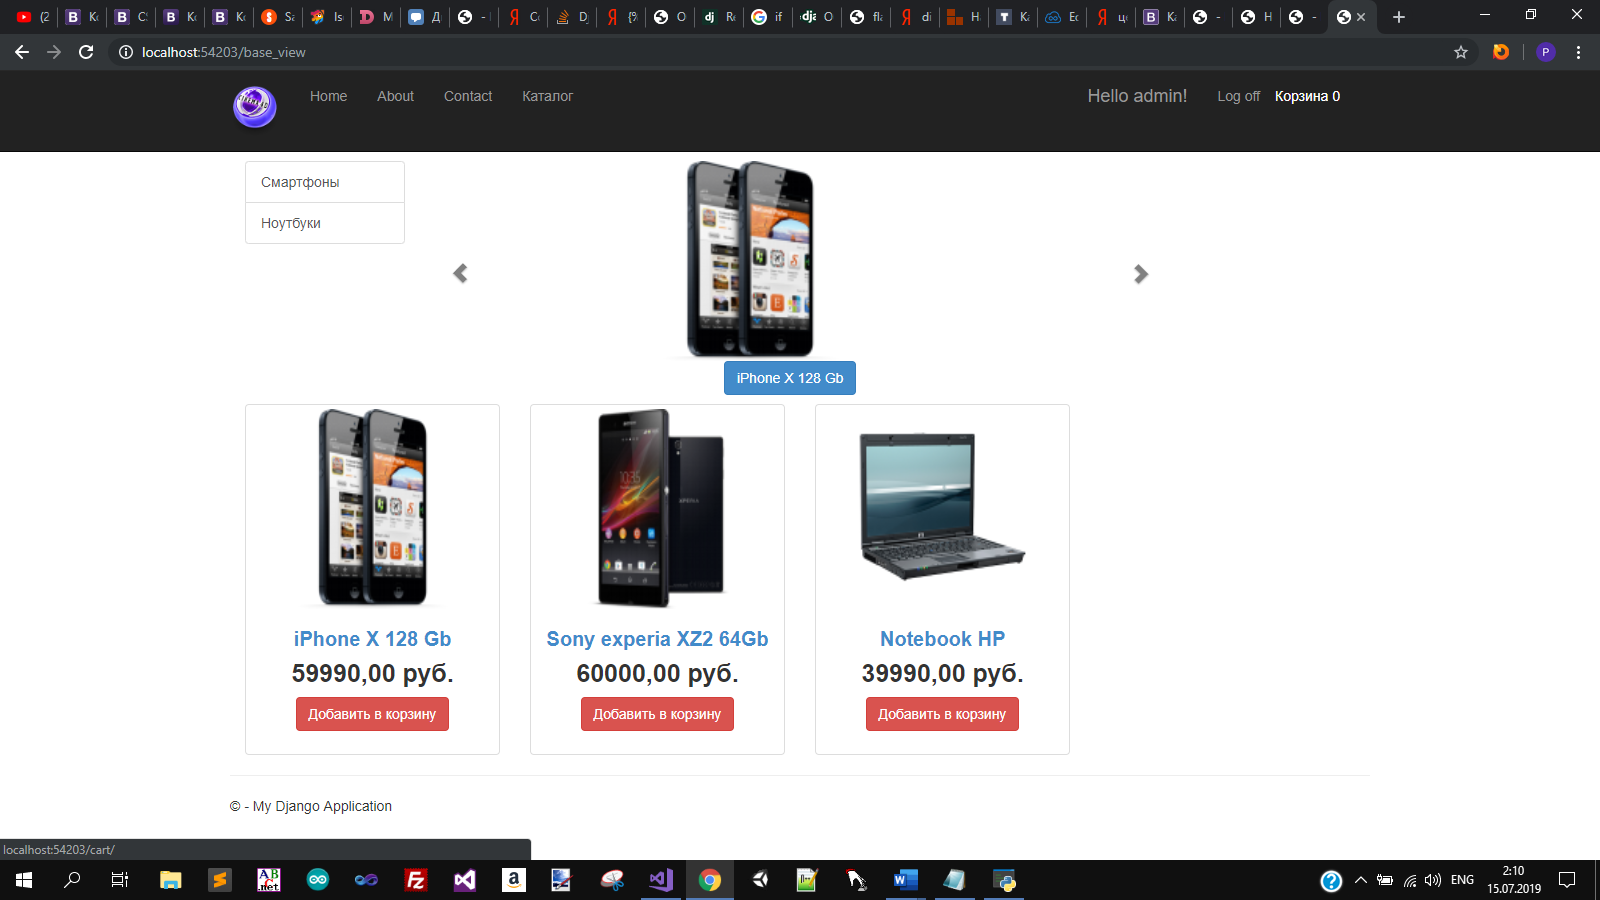 localhost:54203/base_view
Home
About
Contact
Каталог
Hello admin!
Log off
Корзина 0
Смартфоны
Ноутбуки
iPhone X 128 Gb
iPhone X 128 Gb
59990,00 руб.
Добавить в корзину
Sony experia XZ2 64Gb
60000,00 руб.
Добавить в корзину
Notebook HP
39990,00 руб.
Добавить в корзину
© - My Django Application
localhost:54203/cart/
ENG
2:10
15.07.2019